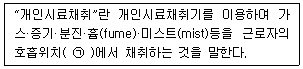 “개인시료채취”란 개인시료채취기를 이용하여 가
스·증기·분진·흄(fume)·미스트(mist)등을 근로자의
호흡위치( ㉠ )에서 채취하는 것을 말한다.